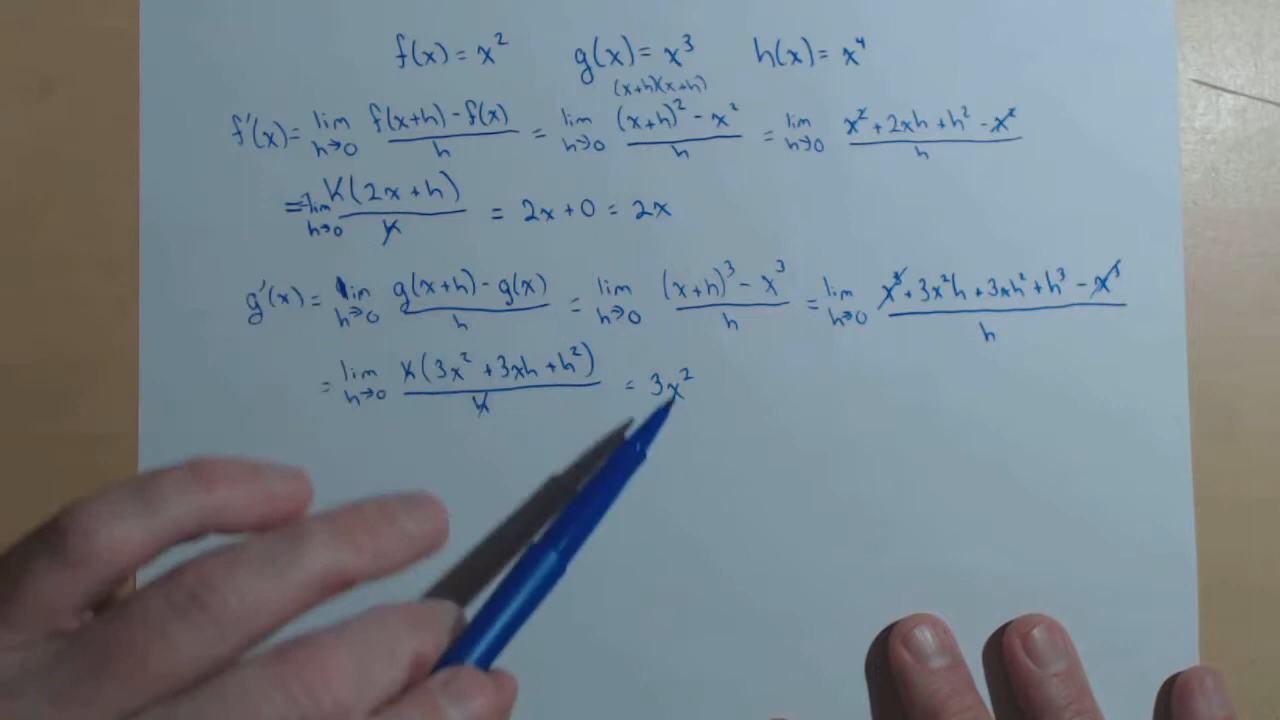 f(x) = x² g(x) = x³ h(x) = x⁴
(x+h)(x+h)
f'(x) = lim h→0 f(x+h) - f(x) / h = lim h→0 (x+h)² - x² / h = lim h→0 x² + 2xh + h² - x² / h
= lim h→0 h(2x + h) / h = 2x + 0 = 2x
g'(x) = lim h→0 g(x+h) - g(x) / h = lim h→0 (x+h)³ - x³ / h = lim h→0 x³ + 3x²h + 3xh² + h³ - x³ / h
= lim h→0 h(3x² + 3xh + h²) / h = 3x²